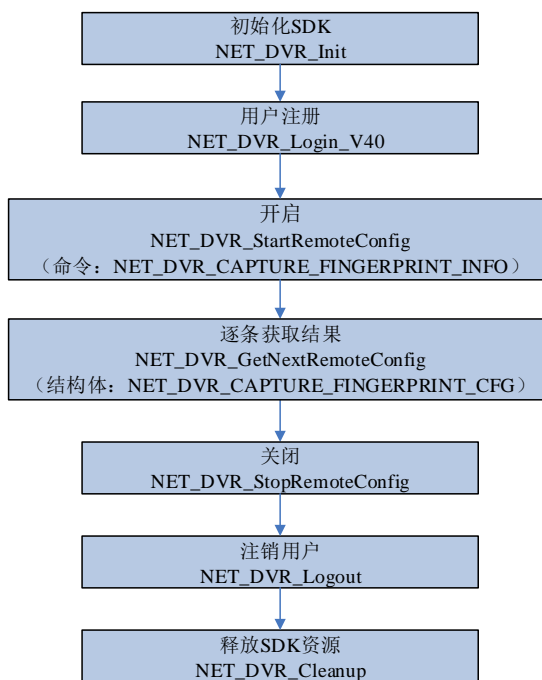 初始化SDK
NET_DVR_Init
用户注册
NET_DVR_Login_V40
开启
NET_DVR_StartRemoteConfig
（命令：NET_DVR_CAPTURE_FINGERPRINT_INFO）
逐条获取结果
NET_DVR_GetNextRemoteConfig
（结构体：NET_DVR_CAPTURE_FINGERPRINT_CFG）
关闭
NET_DVR_StopRemoteConfig
注销用户
NET_DVR_Logout
释放SDK资源
NET_DVR_Cleanup